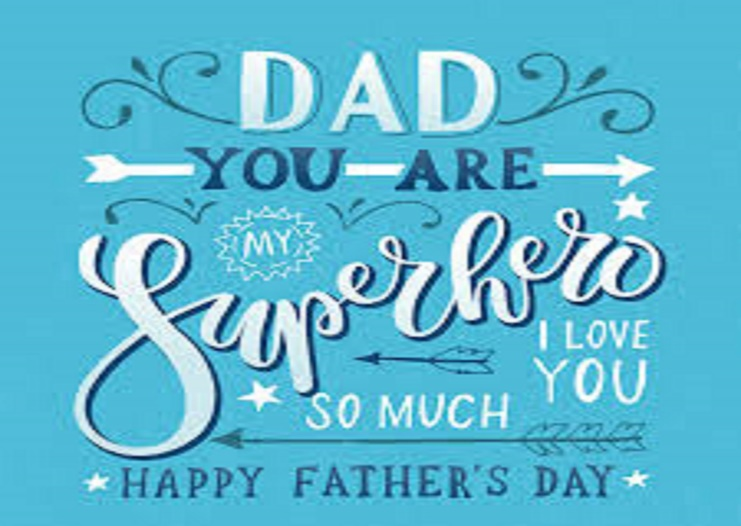 DAD
YOU ARE
MY
Superhero
I LOVE
YOU
SO MUCH
HAPPY FATHER'S DAY